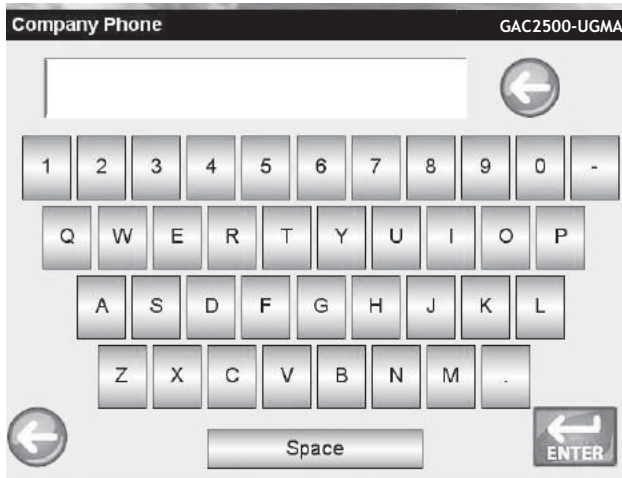 Company Phone GAC2500-UGMA
1 2 3 4 5 6 7 8 9 0 -
Q W E R T Y U I O P
A S D F G H J K L
Z X C V B N M .
Space ENTER